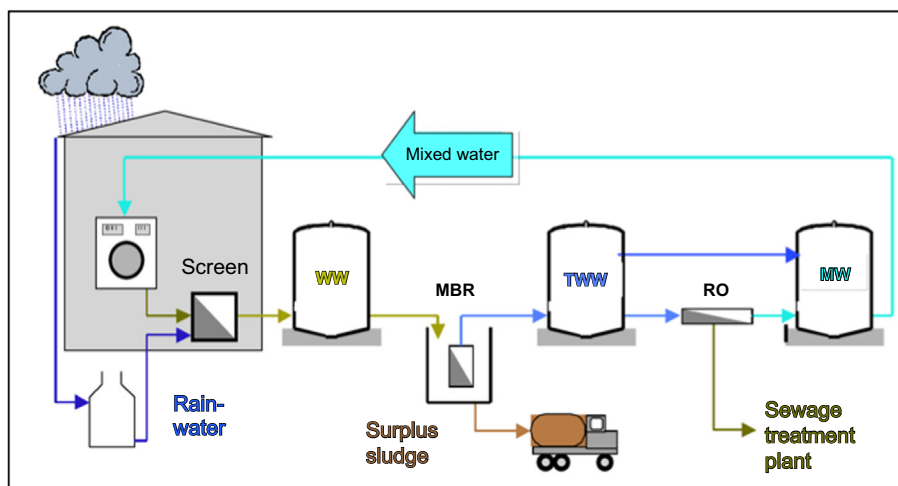 Mixed water
Screen
WW
MBR
TWW
RO
MW
Rain-
water
Surplus
sludge
Sewage
treatment
plant